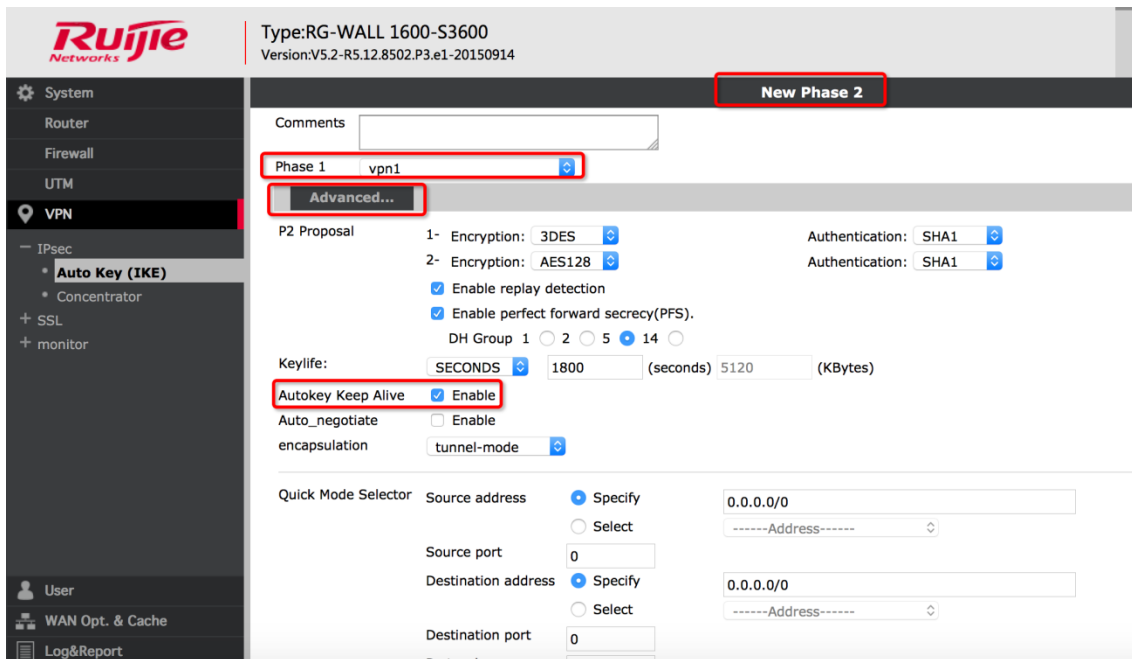 Ruijie
Networks
Type:RG-WALL 1600-S3600
Version:V5.2-R5.12.8502.P3.e1-20150914
System
Router
Firewall
UTM
VPN
IPsec
Auto Key (IKE)
Concentrator
SSL
monitor
User
WAN Opt. & Cache
Log&Report
New Phase 2
Comments
Phase 1 vpn1
Advanced...
P2 Proposal 1- Encryption: 3DES Authentication: SHA1
2- Encryption: AES128 Authentication: SHA1
Enable replay detection
Enable perfect forward secrecy(PFS).
DH Group 1 2 5 14
Keylife: SECONDS 1800 (seconds) 5120 (KBytes)
Autokey Keep Alive Enable
Auto_negotiate Enable
encapsulation tunnel-mode
Quick Mode Selector Source address Specify 0.0.0.0/0
Select ------Address------
Source port 0
Destination address Specify 0.0.0.0/0
Select ------Address------
Destination port 0